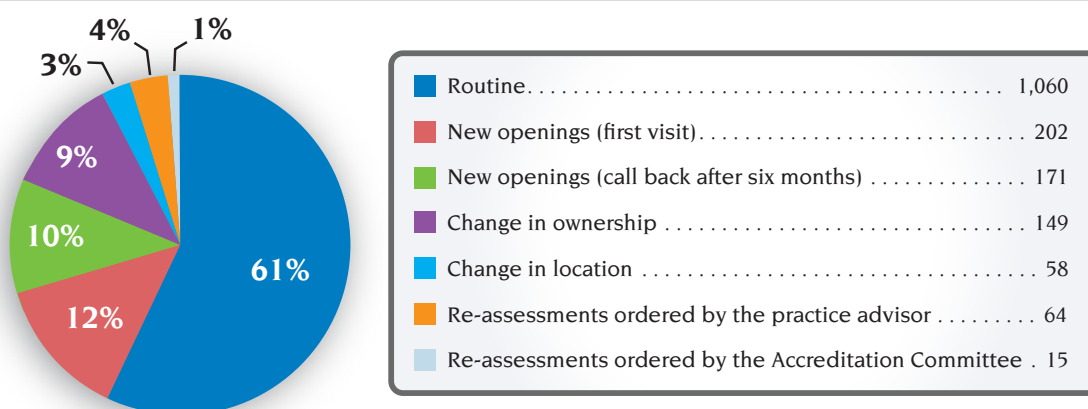 4%
1%
3%
9%
10%
61%
12%
Routine. . . . . . . . . . . . . . . . . . . . . . . . . . . . . . . . . . . . . . . . . . 1,060
New openings (first visit). . . . . . . . . . . . . . . . . . . . . . . . . . . . . 202
New openings (call back after six months) . . . . . . . . . . . . . . 171
Change in ownership . . . . . . . . . . . . . . . . . . . . . . . . . . . . . . . . 149
Change in location . . . . . . . . . . . . . . . . . . . . . . . . . . . . . . . . . . . 58
Re-assessments ordered by the practice advisor . . . . . . . . . 64
Re-assessments ordered by the Accreditation Committee . 15